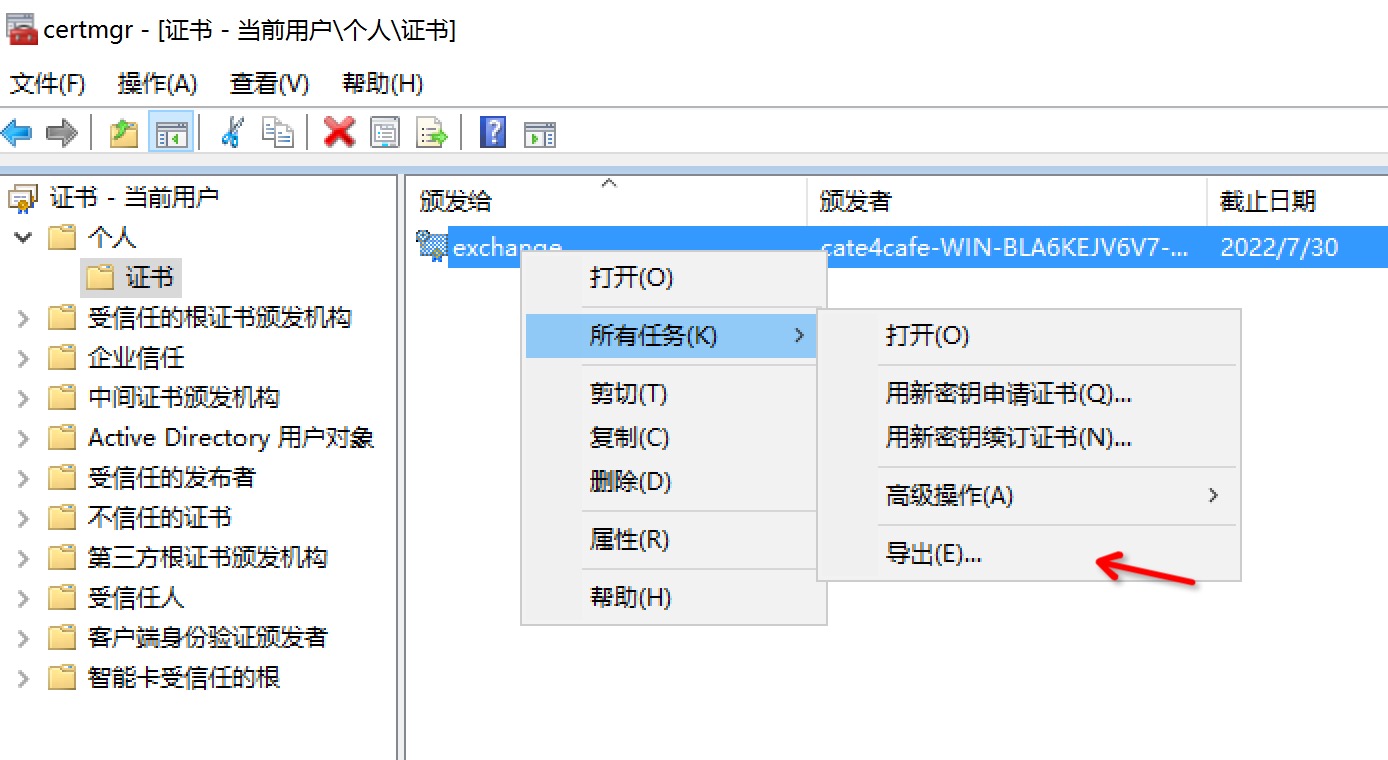 certmgr - [证书 - 当前用户\个人\证书]
文件(F) 操作(A) 查看(V) 帮助(H)
证书 - 当前用户
个人
证书
受信任的根证书颁发机构
企业信任
中间证书颁发机构
Active Directory 用户对象
受信任的发布者
不信任的证书
第三方根证书颁发机构
受信任人
客户端身份验证颁发者
智能卡受信任的根
颁发给 颁发者 截止日期
exchange cate4cafe-WIN-BLA6KEJV6V7-... 2022/7/30
打开(O)
所有任务(K)
剪切(T)
复制(C)
删除(D)
属性(R)
帮助(H)
打开(O)
用新密钥申请证书(Q)...
用新密钥续订证书(N)...
高级操作(A)
导出(E)...